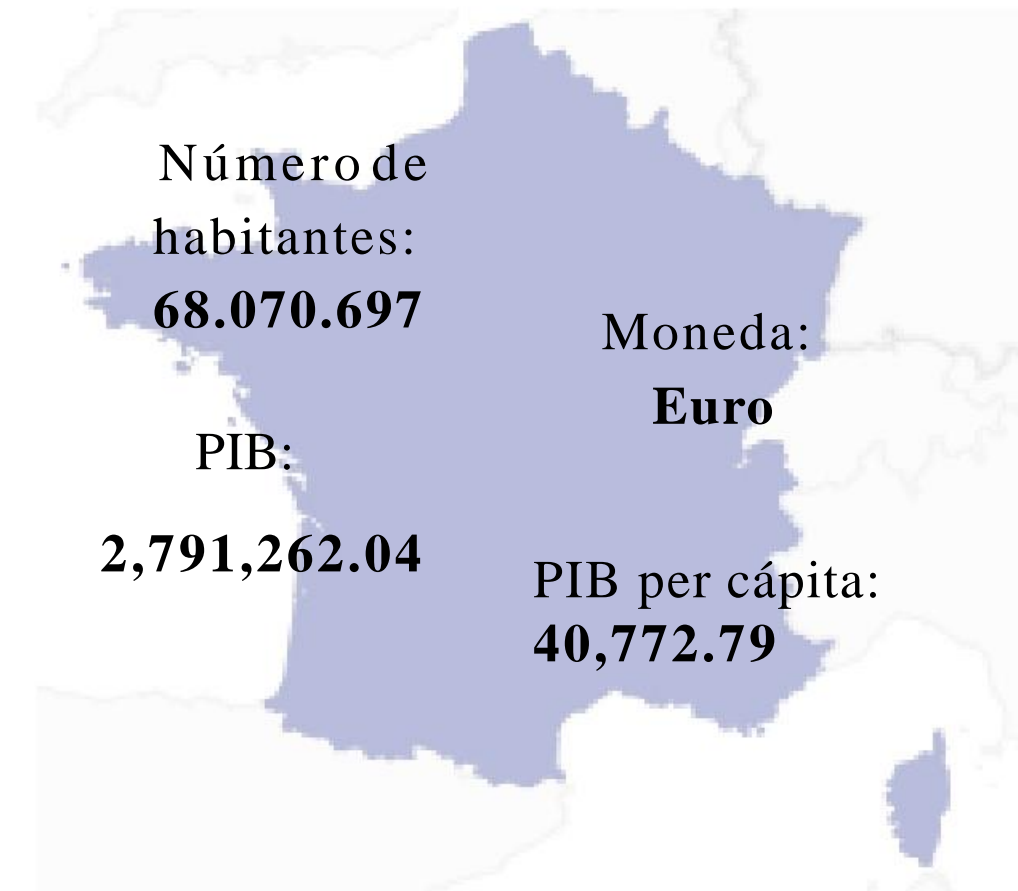 Número de
habitantes:
68.070.697
Moneda:
Euro
PIB:
2,791,262.04
PIB per cápita:
40,772.79